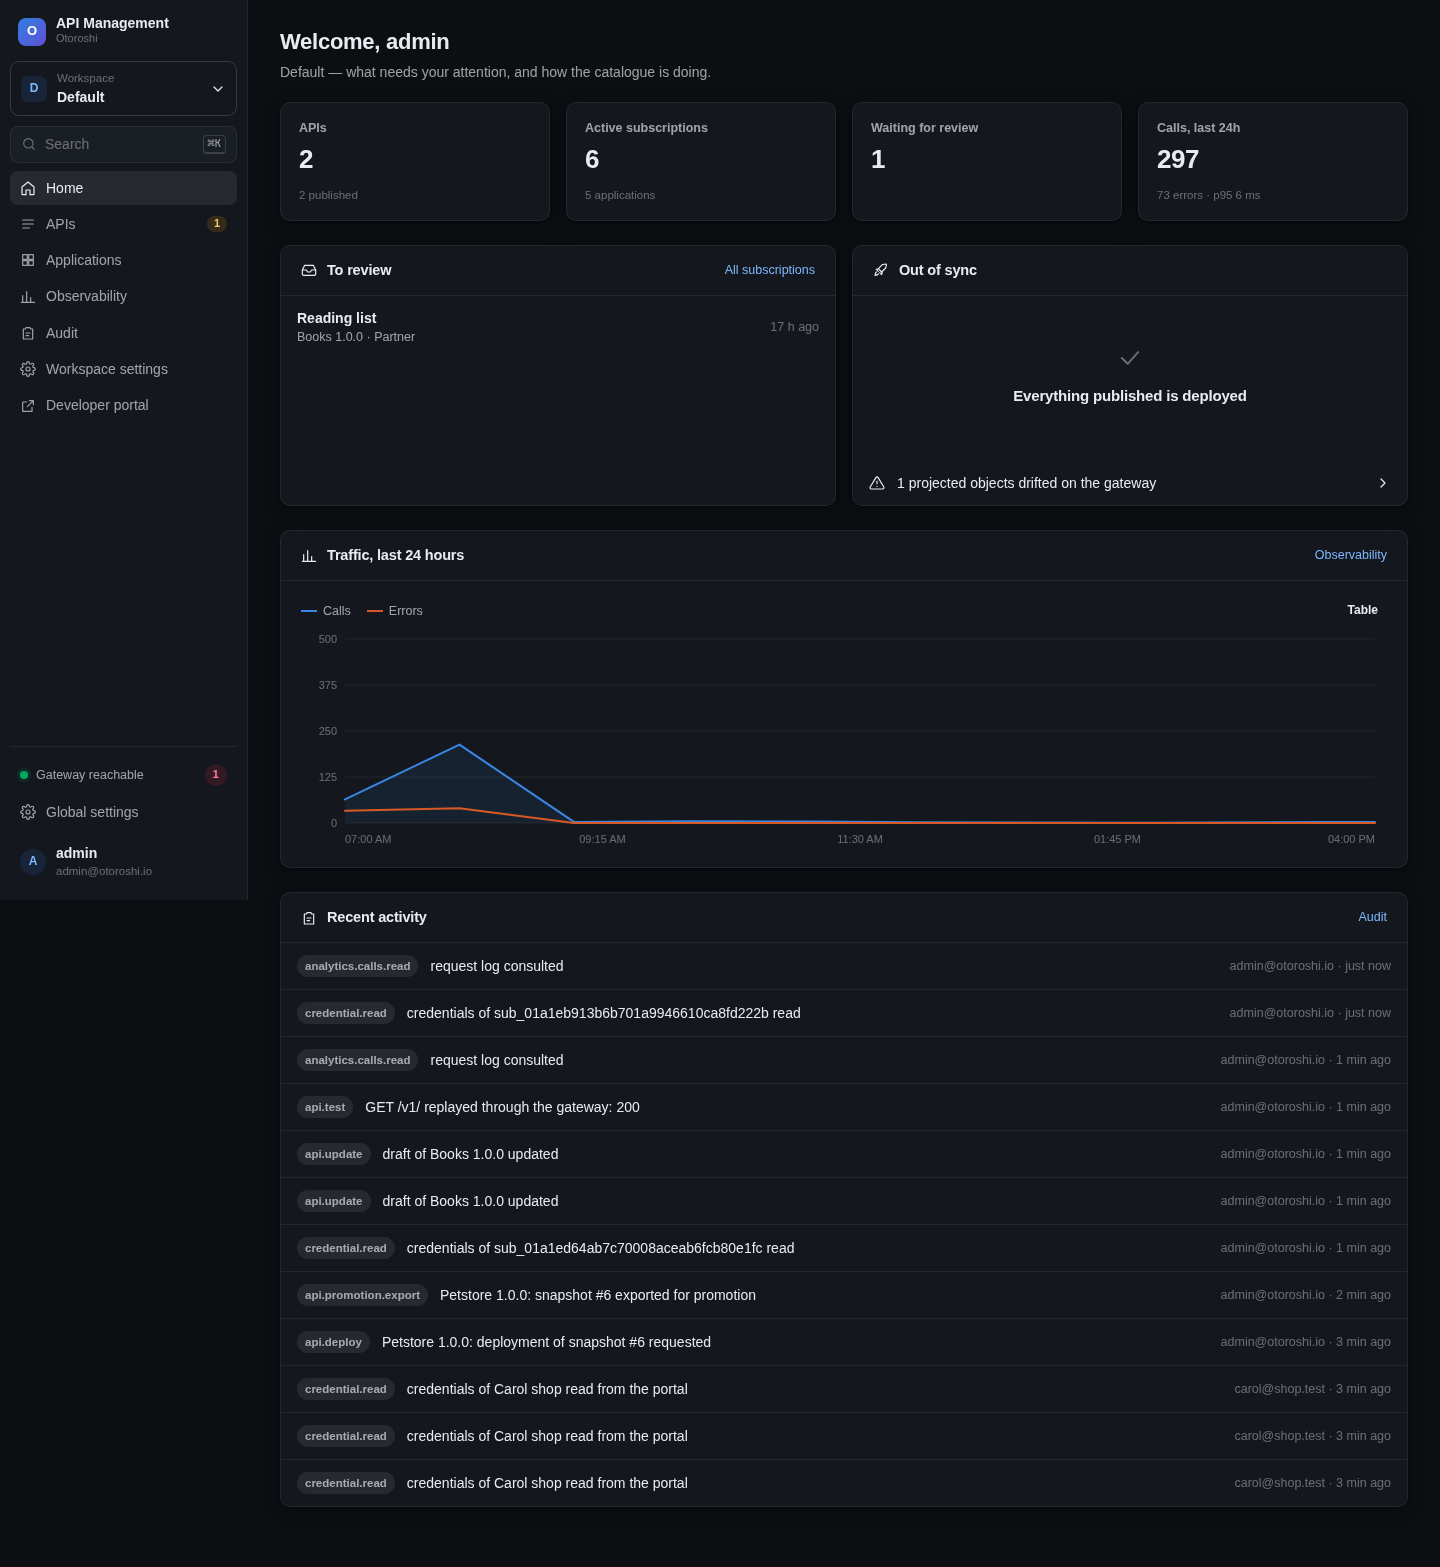 O
API Management
Otoroshi
D
Workspace
Default
Search
⌘K
Home
APIs
1
Applications
Observability
Audit
Workspace settings
Developer portal
Gateway reachable
1
Global settings
A
admin
admin@otoroshi.io
Welcome, admin
Default — what needs your attention, and how the catalogue is doing.
APIs
2
2 published
Active subscriptions
6
5 applications
Waiting for review
1
Calls, last 24h
297
73 errors · p95 6 ms
To review
All subscriptions
Reading list
Books 1.0.0 · Partner
17 h ago
Out of sync
Everything published is deployed
1 projected objects drifted on the gateway
Traffic, last 24 hours
Observability
Calls
Errors
Table
500
375
250
125
0
07:00 AM
09:15 AM
11:30 AM
01:45 PM
04:00 PM
Recent activity
Audit
analytics.calls.read request log consulted admin@otoroshi.io · just now
credential.read credentials of sub_01a1eb913b6b701a9946610ca8fd222b read admin@otoroshi.io · just now
analytics.calls.read request log consulted admin@otoroshi.io · 1 min ago
api.test GET /v1/ replayed through the gateway: 200 admin@otoroshi.io · 1 min ago
api.update draft of Books 1.0.0 updated admin@otoroshi.io · 1 min ago
api.update draft of Books 1.0.0 updated admin@otoroshi.io · 1 min ago
credential.read credentials of sub_01a1ed64ab7c70008aceab6fcb80e1fc read admin@otoroshi.io · 1 min ago
api.promotion.export Petstore 1.0.0: snapshot #6 exported for promotion admin@otoroshi.io · 2 min ago
api.deploy Petstore 1.0.0: deployment of snapshot #6 requested admin@otoroshi.io · 3 min ago
credential.read credentials of Carol shop read from the portal carol@shop.test · 3 min ago
credential.read credentials of Carol shop read from the portal carol@shop.test · 3 min ago
credential.read credentials of Carol shop read from the portal carol@shop.test · 3 min ago